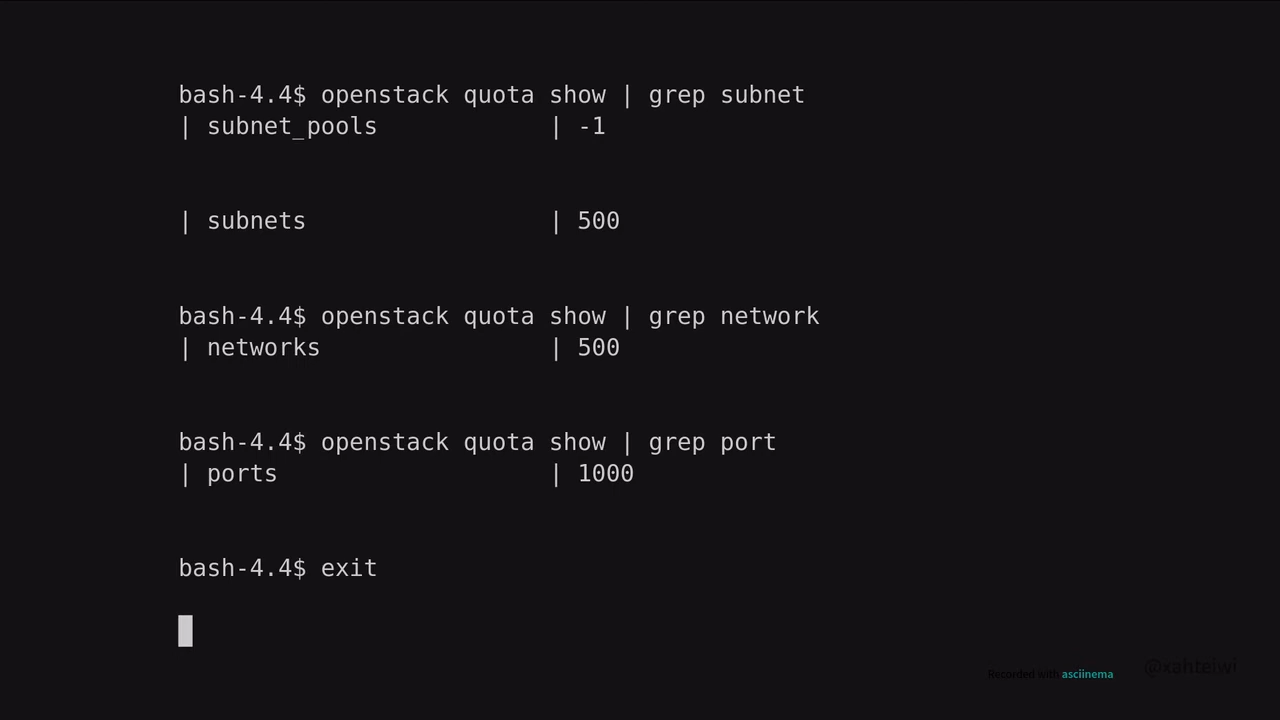 bash-4.4$ openstack quota show | grep subnet
| subnet_pools            | -1
| subnets                 | 500
bash-4.4$ openstack quota show | grep network
| networks                | 500
bash-4.4$ openstack quota show | grep port
| ports                   | 1000
bash-4.4$ exit
Recorded with asciinema
@xahteiwi